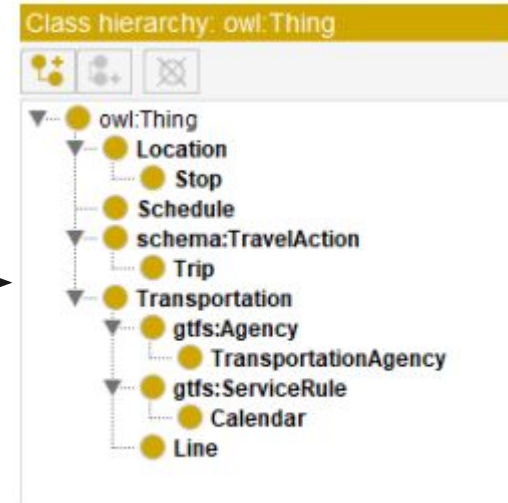 Class hierarchy: owl:Thing
owl:Thing
Location
Stop
Schedule
schema:TravelAction
Trip
Transportation
gtfs:Agency
TransportationAgency
gtfs:ServiceRule
Calendar
Line